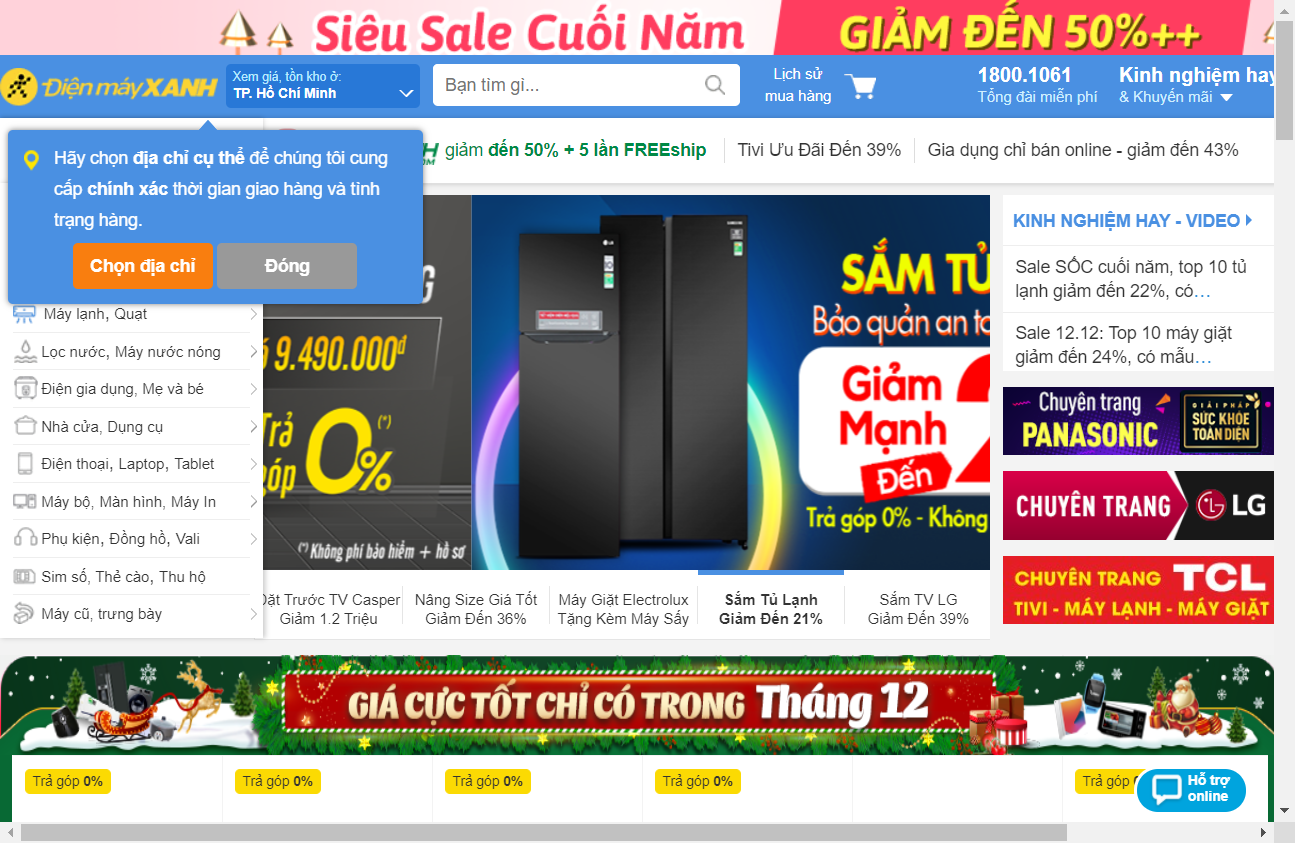 Siêu Sale Cuối Năm
GIẢM ĐẾN 50%++
Điện máy XANH
Xem giá, tồn kho ở:
TP. Hồ Chí Minh
Bạn tìm gì...
Lịch sử
mua hàng
1800.1061
Tổng đài miễn phí
Kinh nghiệm hay
& Khuyến mãi
Hãy chọn địa chỉ cụ thể để chúng tôi cung
cấp chính xác thời gian giao hàng và tình
trạng hàng.
Chọn địa chỉ
Đóng
giảm đến 50% + 5 lần FREEship
Tivi Ưu Đãi Đến 39%
Gia dụng chỉ bán online - giảm đến 43%
Máy lạnh, Quạt
Lọc nước, Máy nước nóng
Điện gia dụng, Mẹ và bé
Nhà cửa, Dụng cụ
Điện thoại, Laptop, Tablet
Máy bộ, Màn hình, Máy In
Phụ kiện, Đồng hồ, Vali
Sim số, Thẻ cào, Thu hộ
Máy cũ, trưng bày
9.490.000đ
Trả
góp 0%
(*)
(*)Không phí bảo hiểm + hồ sơ
SẮM TỦ
Bảo quản an to
Giảm
Mạnh
Đến
2
Trả góp 0% - Không
Đặt Trước TV Casper
Giảm 1.2 Triệu
Nâng Size Giá Tốt
Giảm Đến 36%
Máy Giặt Electrolux
Tặng Kèm Máy Sấy
Sắm Tủ Lạnh
Giảm Đến 21%
Sắm TV LG
Giảm Đến 39%
KINH NGHIỆM HAY - VIDEO
Sale SỐC cuối năm, top 10 tủ
lạnh giảm đến 22%, có…
Sale 12.12: Top 10 máy giặt
giảm đến 24%, có mẫu…
Chuyên trang
PANASONIC
GIẢI PHÁP
SỨC KHỎE
TOÀN DIỆN
CHUYÊN TRANG
LG
CHUYÊN TRANG TCL
TIVI - MÁY LẠNH - MÁY GIẶT
GIÁ CỰC TỐT CHỈ CÓ TRONG Tháng 12
Trả góp 0%
Trả góp 0%
Trả góp 0%
Trả góp 0%
Trả góp
Hỗ trợ
online